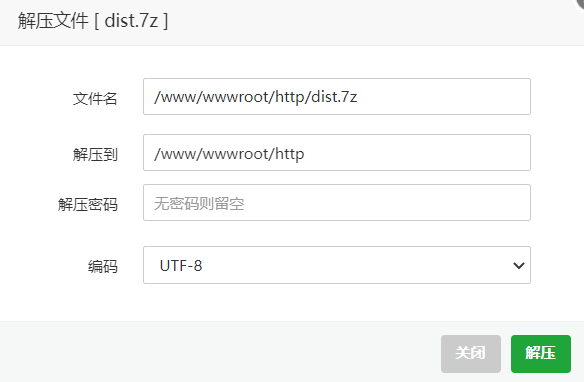 解压文件 [ dist.7z ]
文件名 /www/wwwroot/http/dist.7z
解压到 /www/wwwroot/http
解压密码 无密码则留空
编码 UTF-8
关闭 解压